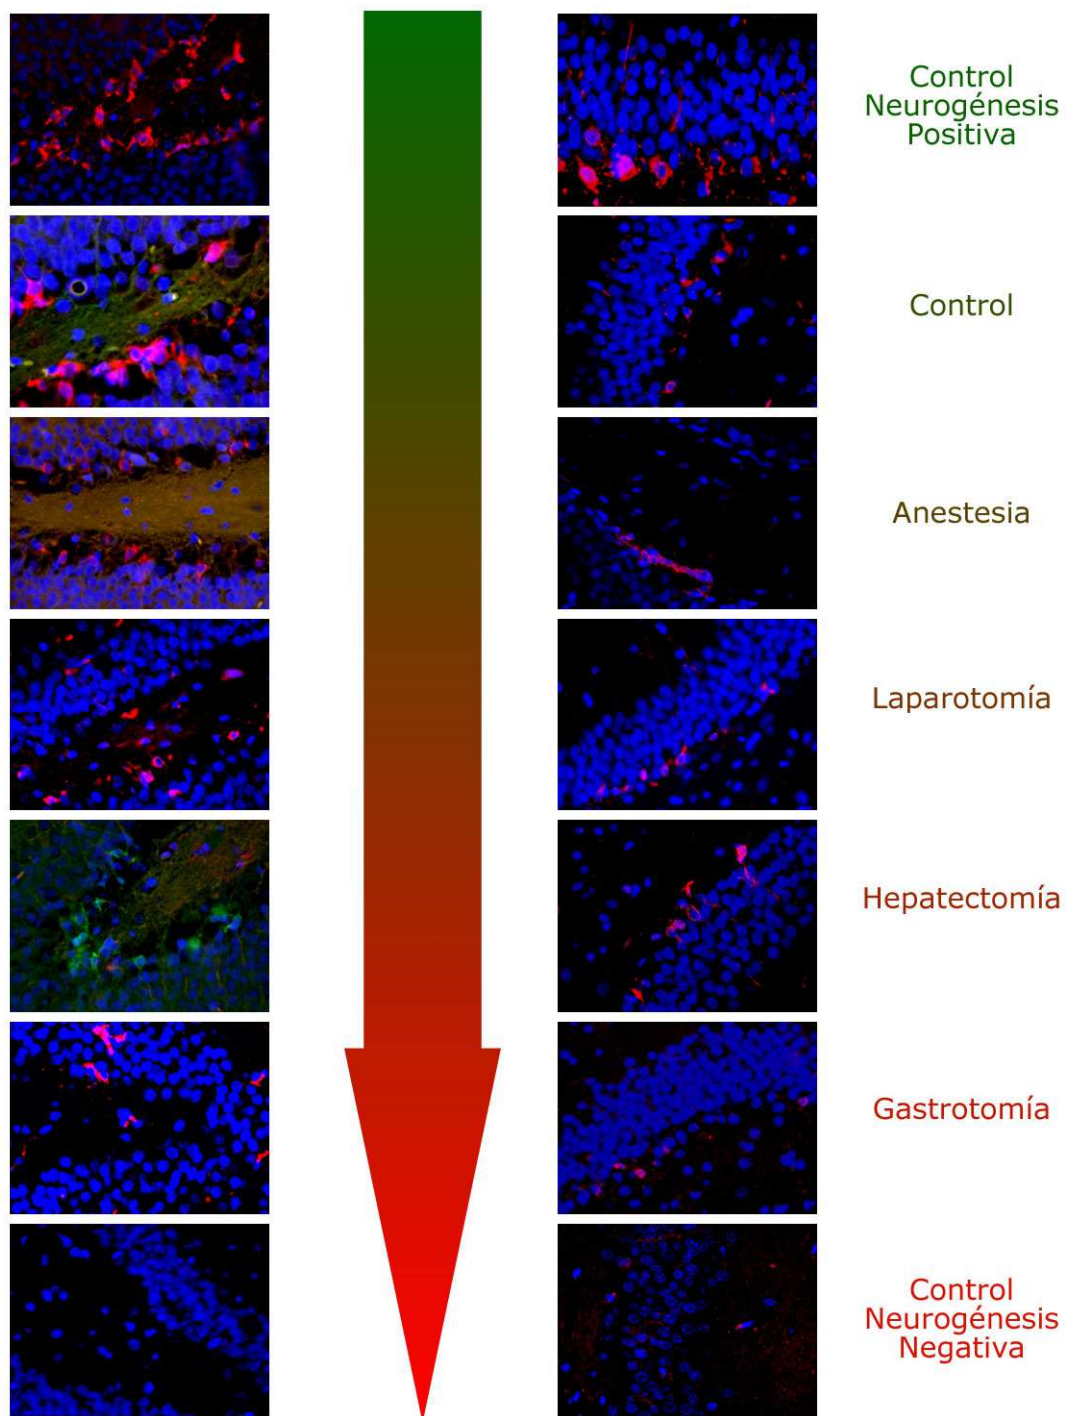 Control
Neurogénesis
Positiva
Control
Anestesia
Laparotomía
Hepatectomía
Gastrotomía
Control
Neurogénesis
Negativa